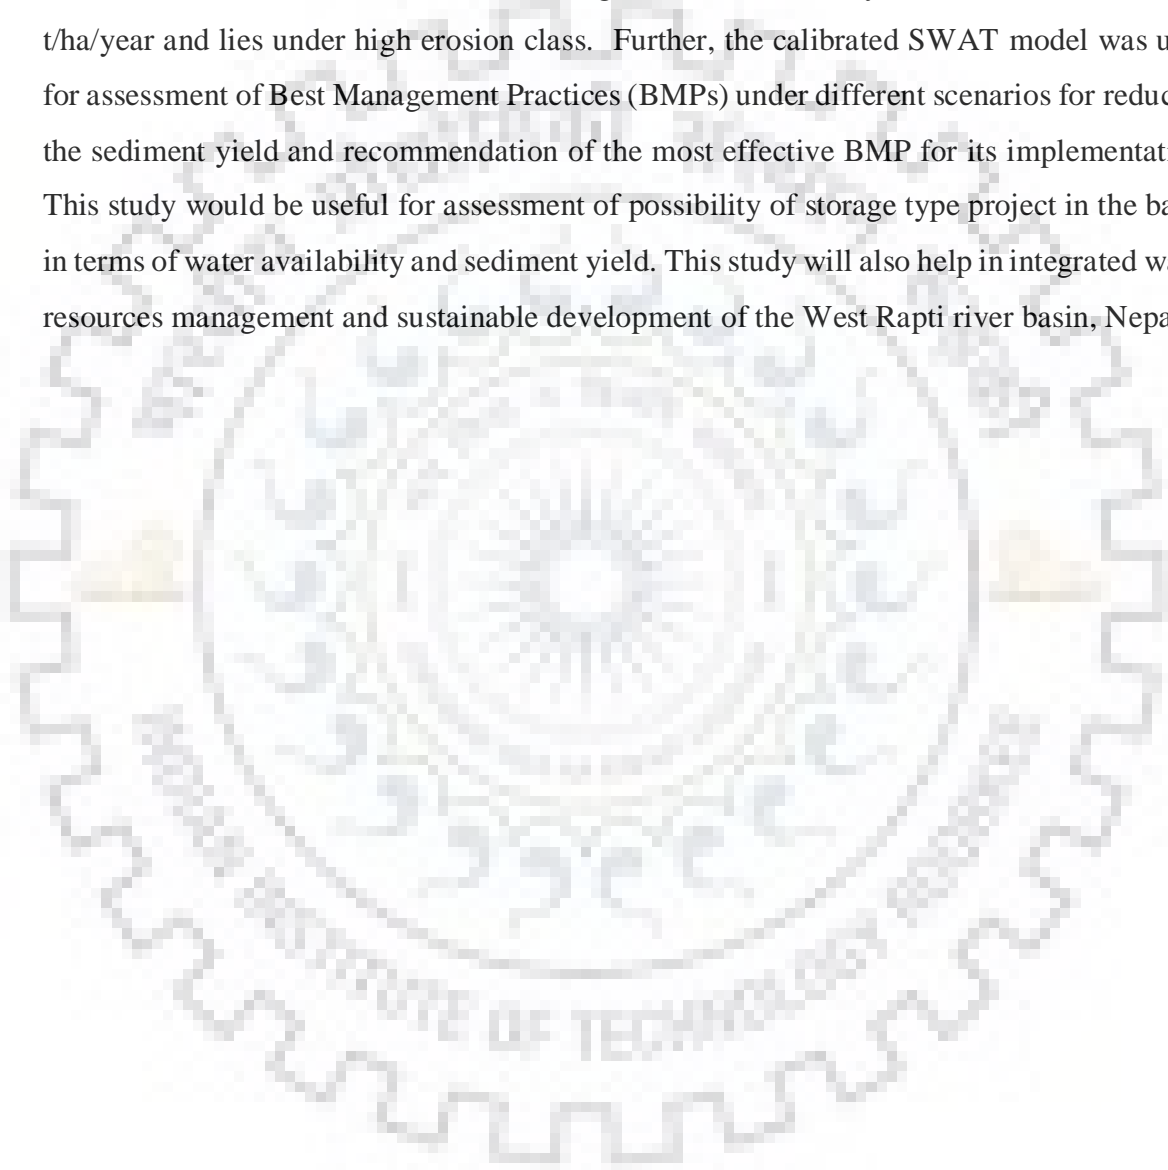 t/ha/year and lies under high erosion class. Further, the calibrated SWAT model was u
for assessment of Best Management Practices (BMPs) under different scenarios for reduc
the sediment yield and recommendation of the most effective BMP for its implementati
This study would be useful for assessment of possibility of storage type project in the ba
in terms of water availability and sediment yield. This study will also help in integrated wa
resources management and sustainable development of the West Rapti river basin, Nepa
OF TECHNOLOGY